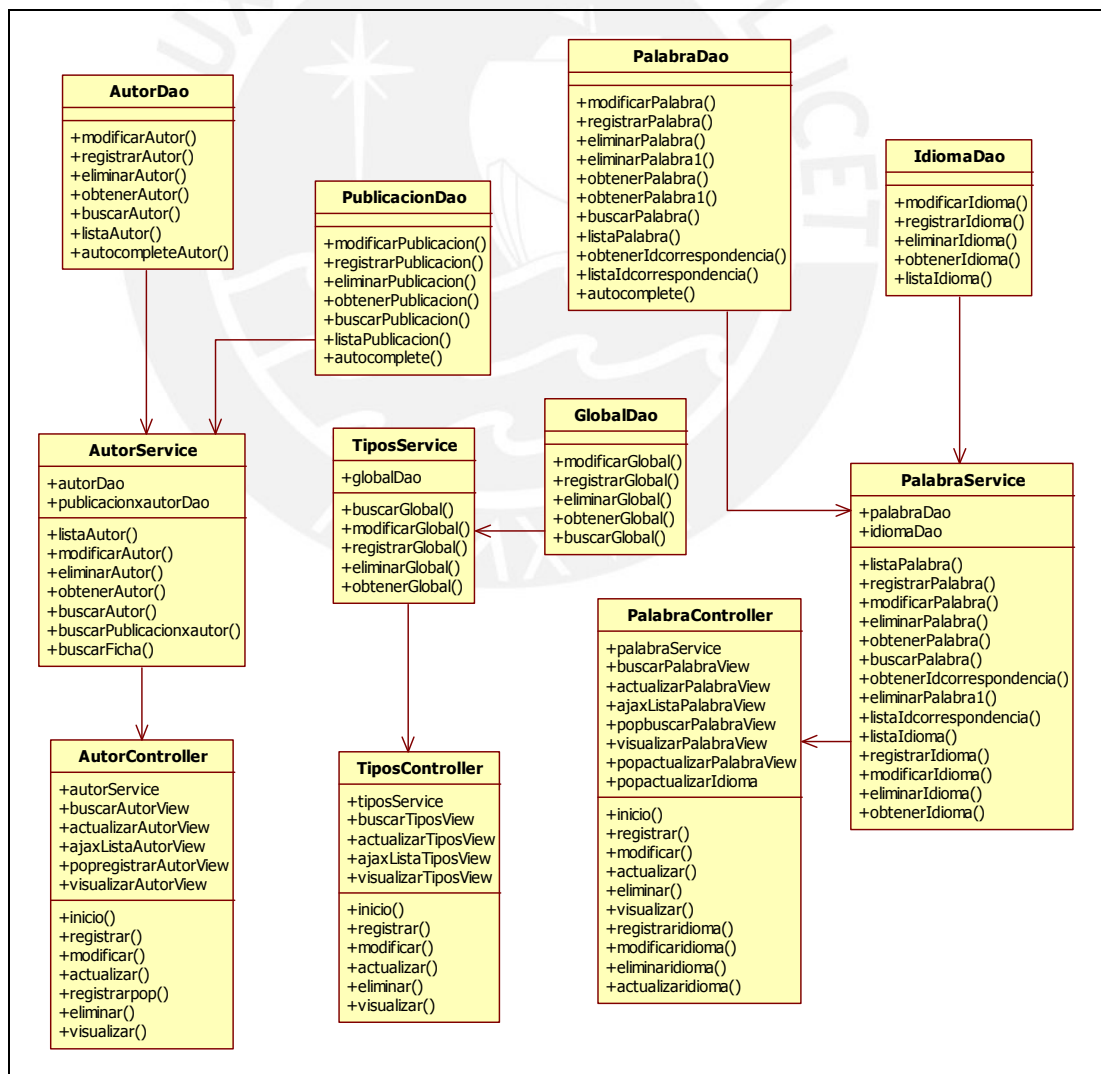 AutorDao
+modificarAutor()
+registrarAutor()
+eliminarAutor()
+obtenerAutor()
+buscarAutor()
+listaAutor()
+autocompleteAutor()
PublicacionDao
+modificarPublicacion()
+registrarPublicacion()
+eliminarPublicacion()
+obtenerPublicacion()
+buscarPublicacion()
+listaPublicacion()
+autocomplete()
PalabraDao
+modificarPalabra()
+registrarPalabra()
+eliminarPalabra()
+eliminarPalabra1()
+obtenerPalabra()
+obtenerPalabra1()
+buscarPalabra()
+listaPalabra()
+obtenerIdcorrespondencia()
+listaIdcorrespondencia()
+autocomplete()
IdiomaDao
+modificarIdioma()
+registrarIdioma()
+eliminarIdioma()
+obtenerIdioma()
+listaIdioma()
AutorService
+autorDao
+publicacionxautorDao
+listaAutor()
+modificarAutor()
+eliminarAutor()
+obtenerAutor()
+buscarAutor()
+buscarPublicacionxautor()
+buscarFicha()
TiposService
+globalDao
+buscarGlobal()
+modificarGlobal()
+registrarGlobal()
+eliminarGlobal()
+obtenerGlobal()
GlobalDao
+modificarGlobal()
+registrarGlobal()
+eliminarGlobal()
+obtenerGlobal()
+buscarGlobal()
PalabraService
+palabraDao
+idiomaDao
+listaPalabra()
+registrarPalabra()
+modificarPalabra()
+eliminarPalabra()
+obtenerPalabra()
+buscarPalabra()
+obtenerIdcorrespondencia()
+eliminarPalabra1()
+listaIdcorrespondencia()
+listaIdioma()
+registrarIdioma()
+modificarIdioma()
+eliminarIdioma()
+obtenerIdioma()
AutorController
+autorService
+buscarAutorView
+actualizarAutorView
+ajaxListaAutorView
+popregistrarAutorView
+visualizarAutorView
+inicio()
+registrar()
+modificar()
+actualizar()
+registrarpop()
+eliminar()
+visualizar()
TiposController
+tiposService
+buscarTiposView
+actualizarTiposView
+ajaxListaTiposView
+visualizarTiposView
+inicio()
+registrar()
+modificar()
+actualizar()
+eliminar()
+visualizar()
PalabraController
+palabraService
+buscarPalabraView
+actualizarPalabraView
+ajaxListaPalabraView
+popbuscarPalabraView
+visualizarPalabraView
+popactualizarPalabraView
+popactualizarIdioma
+inicio()
+registrar()
+modificar()
+actualizar()
+eliminar()
+visualizar()
+registraridioma()
+modificaridioma()
+eliminaridioma()
+actualizaridioma()